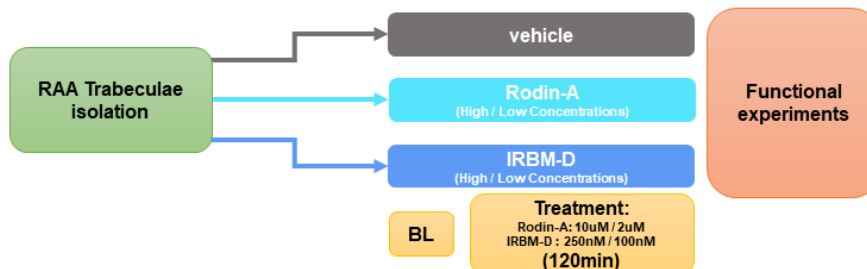 vehicle
RAA Trabeculae
isolation
Rodin-A
(High / Low Concentrations)
Functional
experiments
IRBM-D
(High / Low Concentrations)
BL
Treatment:
Rodin-A: 10uM / 2uM
IRBM-D : 250nM / 100nM
(120min)